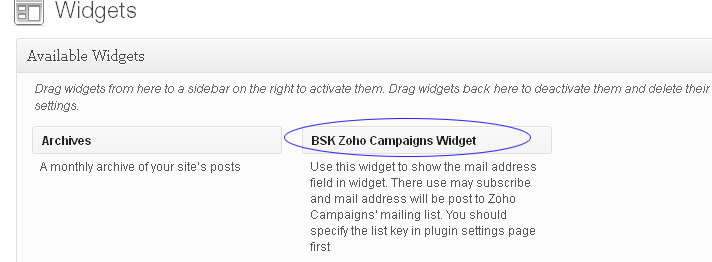 Widgets
Available Widgets
Drag widgets from here to a sidebar on the right to activate them. Drag widgets back here to deactivate them and delete their
settings.
Archives
A monthly archive of your site's posts
BSK Zoho Campaigns Widget
Use this widget to show the mail address
field in widget. There use may subscribe
and mail address will be post to Zoho
Campaigns' mailing list. You should
specify the list key in plugin settings page
first